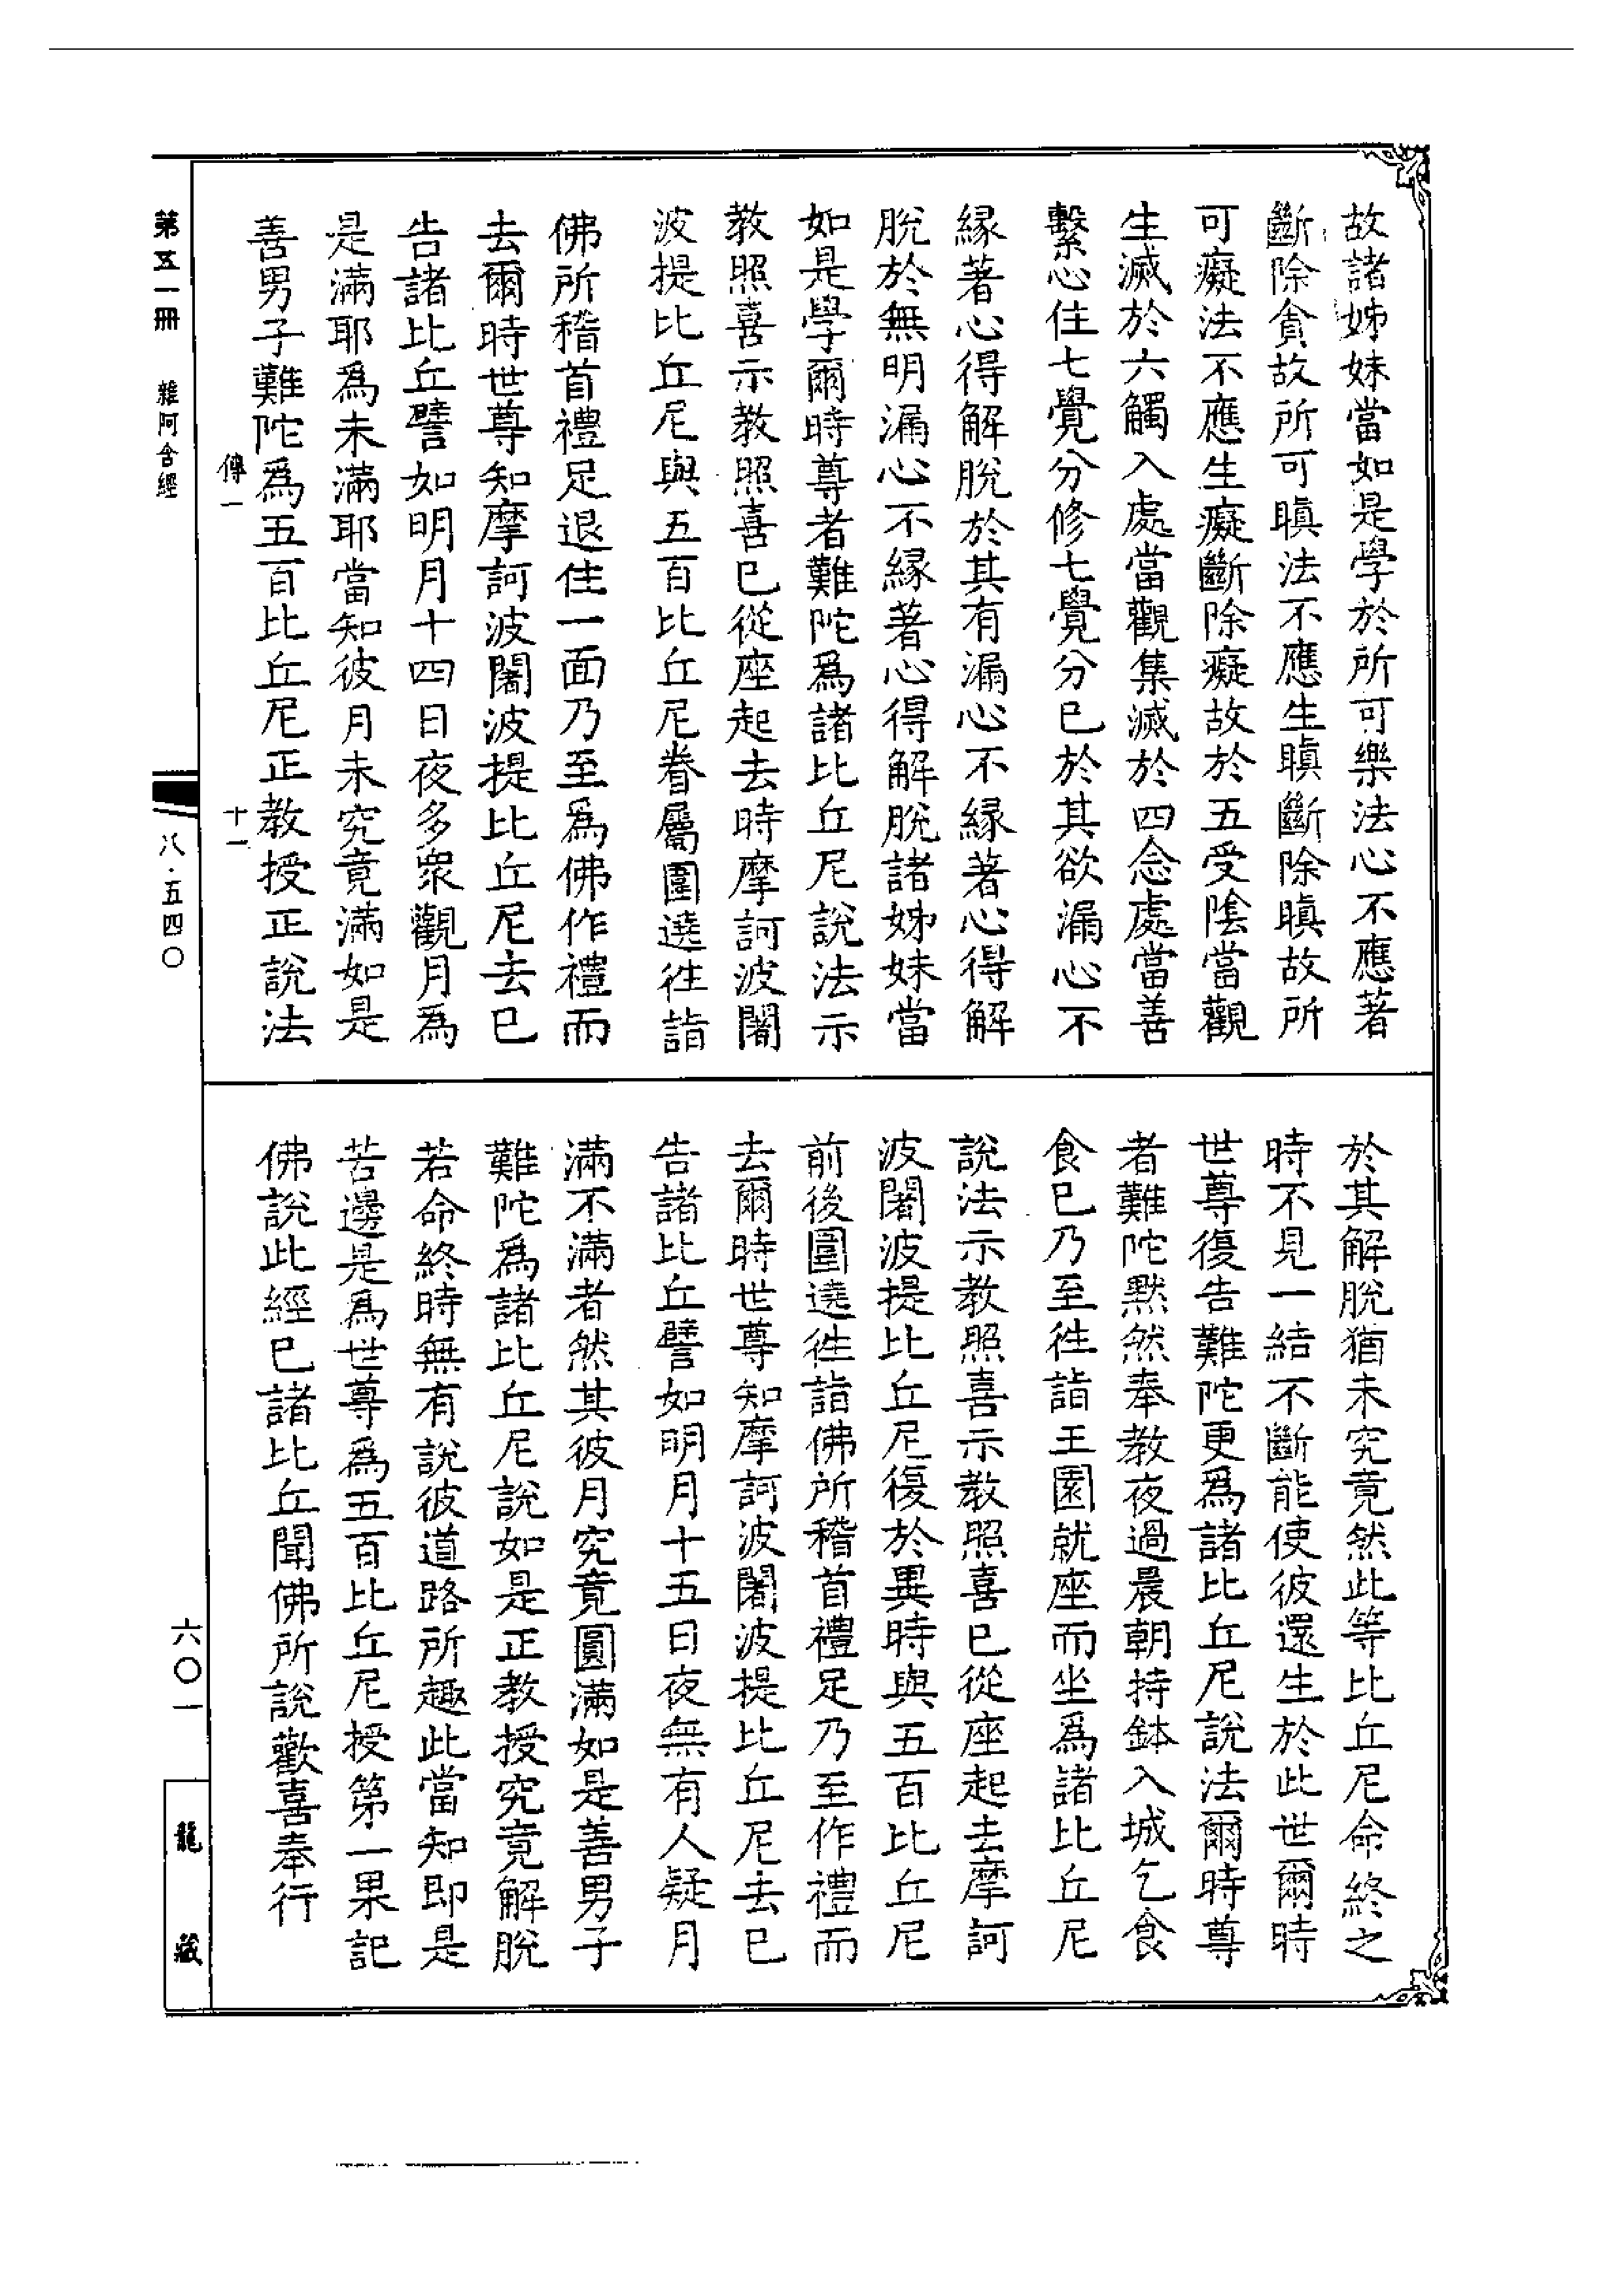 故諸姊妹當如是學於所可樂法心不應著
斷除貪故所可瞋法不應生瞋斷除瞋故所
可癡法不應生癡斷除癡故於五受陰當觀
生滅於六觸入處當觀集滅於四念處當善
繫心住七覺分修七覺分已於其欲漏心不
緣著心得解脫於其有漏心不緣著心得解
脫於無明漏心不緣著心得解脫諸姊妹當
如是學爾時尊者難陀為諸比丘尼說法示
教照喜示教照喜已從座起去時摩訶波闍
波提比丘尼與五百比丘尼眷屬圍遶往詣
佛所稽首禮足退住一面乃至為佛作禮而
去爾時世尊知摩訶波闍波提比丘尼去已
告諸比丘譬如明月十四日夜多眾觀月為
是滿耶為未滿耶當知彼月未究竟滿如是
善男子難陀為五百比丘尼正教授正說法
於其解脫猶未究竟然此等比丘尼命終之
時不見一結不斷能使彼還生於此世爾時
世尊復告難陀更為諸比丘尼說法爾時尊
者難陀默然奉教夜過晨朝持鉢入城乞食
食已乃至往詣王園就座而坐為諸比丘尼
說法示教照喜示教照喜已從座起去摩訶
波闍波提比丘尼復於異時與五百比丘尼
前後圍遶往詣佛所稽首禮足乃至作禮而
去爾時世尊知摩訶波闍波提比丘尼去已
告諸比丘譬如明月十五日夜無有人疑月
滿不滿者然其彼月究竟圓滿如是善男子
難陀為諸比丘尼說如是正教授究竟解脫
若命終時無有說彼道路所趣此當知即是
苦邊是為世尊為五百比丘尼授第一果記
佛說此經已諸比丘聞佛所說歡喜奉行
傳一
十一
第五一冊 雜阿含經
八·五四〇
六〇一
龍藏